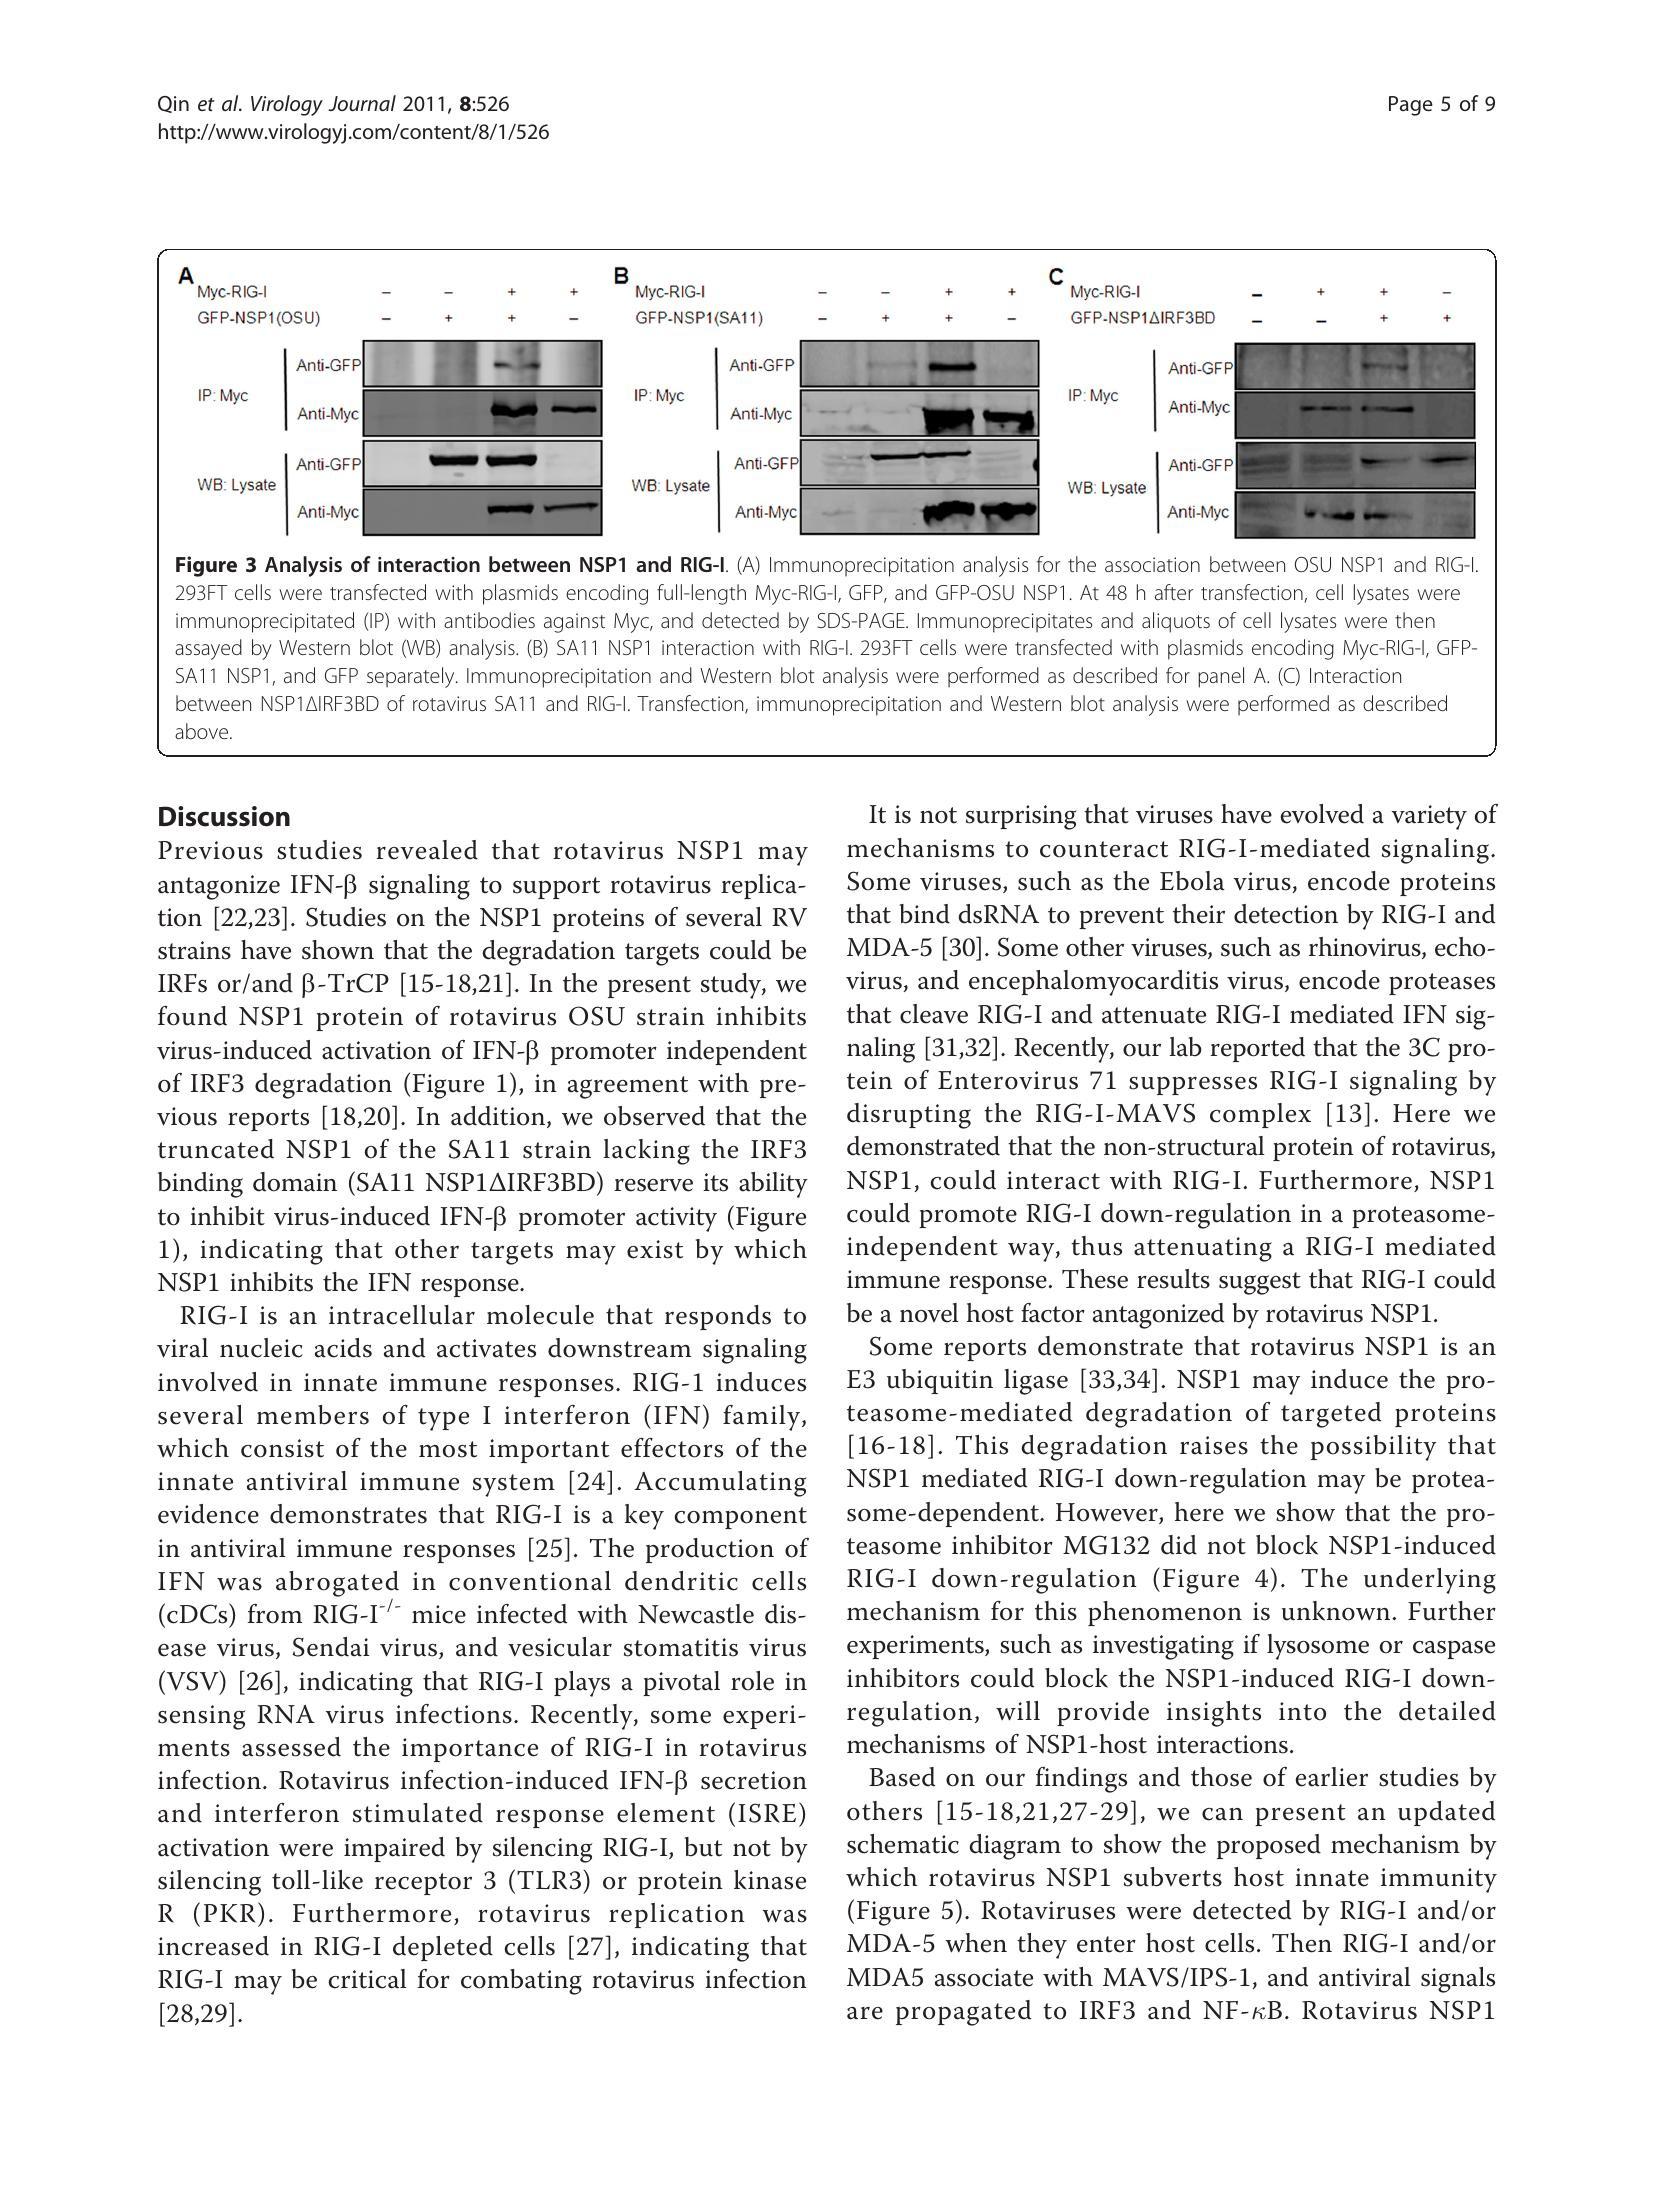 Qin et al. Virology Journal 2011, 8:526
http://www.virologyj.com/content/8/1/526
Page 5 of 9
A
Myc-RIG-I – – + +
GFP-NSP1(OSU) – + + –
IP: Myc
Anti-GFP
Anti-Myc
WB: Lysate
Anti-GFP
Anti-Myc
B
Myc-RIG-I – – + +
GFP-NSP1(SA11) – + + –
IP: Myc
Anti-GFP
Anti-Myc
WB: Lysate
Anti-GFP
Anti-Myc
C
Myc-RIG-I – + + –
GFP-NSP1ΔIRF3BD – – + +
IP: Myc
Anti-GFP
Anti-Myc
WB: Lysate
Anti-GFP
Anti-Myc
Figure 3 Analysis of interaction between NSP1 and RIG-I. (A) Immunoprecipitation analysis for the association between OSU NSP1 and RIG-I.
293FT cells were transfected with plasmids encoding full-length Myc-RIG-I, GFP, and GFP-OSU NSP1. At 48 h after transfection, cell lysates were
immunoprecipitated (IP) with antibodies against Myc, and detected by SDS-PAGE. Immunoprecipitates and aliquots of cell lysates were then
assayed by Western blot (WB) analysis. (B) SA11 NSP1 interaction with RIG-I. 293FT cells were transfected with plasmids encoding Myc-RIG-I, GFP-
SA11 NSP1, and GFP separately. Immunoprecipitation and Western blot analysis were performed as described for panel A. (C) Interaction
between NSP1ΔIRF3BD of rotavirus SA11 and RIG-I. Transfection, immunoprecipitation and Western blot analysis were performed as described
above.
Discussion
Previous studies revealed that rotavirus NSP1 may
antagonize IFN-β signaling to support rotavirus replica-
tion [22,23]. Studies on the NSP1 proteins of several RV
strains have shown that the degradation targets could be
IRFs or/and β-TrCP [15-18,21]. In the present study, we
found NSP1 protein of rotavirus OSU strain inhibits
virus-induced activation of IFN-β promoter independent
of IRF3 degradation (Figure 1), in agreement with pre-
vious reports [18,20]. In addition, we observed that the
truncated NSP1 of the SA11 strain lacking the IRF3
binding domain (SA11 NSP1ΔIRF3BD) reserve its ability
to inhibit virus-induced IFN-β promoter activity (Figure
1), indicating that other targets may exist by which
NSP1 inhibits the IFN response.
RIG-I is an intracellular molecule that responds to
viral nucleic acids and activates downstream signaling
involved in innate immune responses. RIG-1 induces
several members of type I interferon (IFN) family,
which consist of the most important effectors of the
innate antiviral immune system [24]. Accumulating
evidence demonstrates that RIG-I is a key component
in antiviral immune responses [25]. The production of
IFN was abrogated in conventional dendritic cells
(cDCs) from RIG-I-/- mice infected with Newcastle dis-
ease virus, Sendai virus, and vesicular stomatitis virus
(VSV) [26], indicating that RIG-I plays a pivotal role in
sensing RNA virus infections. Recently, some experi-
ments assessed the importance of RIG-I in rotavirus
infection. Rotavirus infection-induced IFN-β secretion
and interferon stimulated response element (ISRE)
activation were impaired by silencing RIG-I, but not by
silencing toll-like receptor 3 (TLR3) or protein kinase
R (PKR). Furthermore, rotavirus replication was
increased in RIG-I depleted cells [27], indicating that
RIG-I may be critical for combating rotavirus infection
[28,29].
It is not surprising that viruses have evolved a variety of
mechanisms to counteract RIG-I-mediated signaling.
Some viruses, such as the Ebola virus, encode proteins
that bind dsRNA to prevent their detection by RIG-I and
MDA-5 [30]. Some other viruses, such as rhinovirus, echo-
virus, and encephalomyocarditis virus, encode proteases
that cleave RIG-I and attenuate RIG-I mediated IFN sig-
naling [31,32]. Recently, our lab reported that the 3C pro-
tein of Enterovirus 71 suppresses RIG-I signaling by
disrupting the RIG-I-MAVS complex [13]. Here we
demonstrated that the non-structural protein of rotavirus,
NSP1, could interact with RIG-I. Furthermore, NSP1
could promote RIG-I down-regulation in a proteasome-
independent way, thus attenuating a RIG-I mediated
immune response. These results suggest that RIG-I could
be a novel host factor antagonized by rotavirus NSP1.
Some reports demonstrate that rotavirus NSP1 is an
E3 ubiquitin ligase [33,34]. NSP1 may induce the pro-
teasome-mediated degradation of targeted proteins
[16-18]. This degradation raises the possibility that
NSP1 mediated RIG-I down-regulation may be protea-
some-dependent. However, here we show that the pro-
teasome inhibitor MG132 did not block NSP1-induced
RIG-I down-regulation (Figure 4). The underlying
mechanism for this phenomenon is unknown. Further
experiments, such as investigating if lysosome or caspase
inhibitors could block the NSP1-induced RIG-I down-
regulation, will provide insights into the detailed
mechanisms of NSP1-host interactions.
Based on our findings and those of earlier studies by
others [15-18,21,27-29], we can present an updated
schematic diagram to show the proposed mechanism by
which rotavirus NSP1 subverts host innate immunity
(Figure 5). Rotaviruses were detected by RIG-I and/or
MDA-5 when they enter host cells. Then RIG-I and/or
MDA5 associate with MAVS/IPS-1, and antiviral signals
are propagated to IRF3 and NF-κB. Rotavirus NSP1